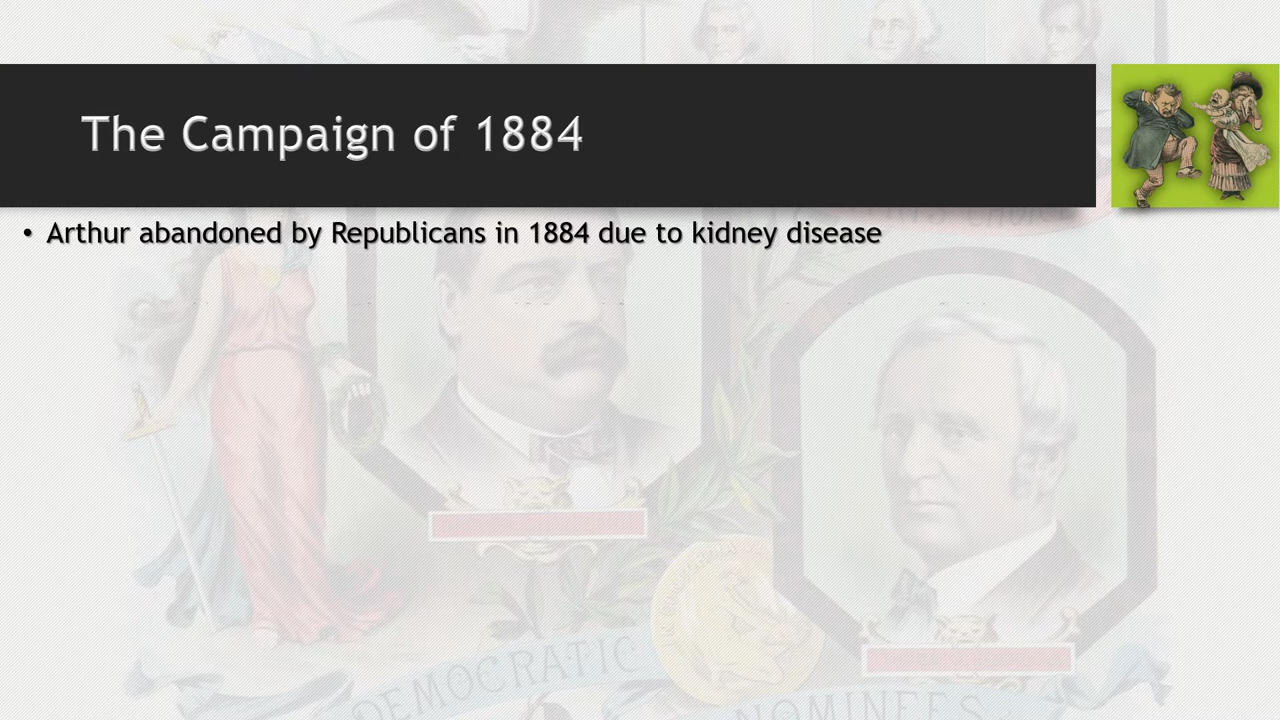 The Campaign of 1884
• Arthur abandoned by Republicans in 1884 due to kidney disease
DEMOCRATIC
NOMINEES